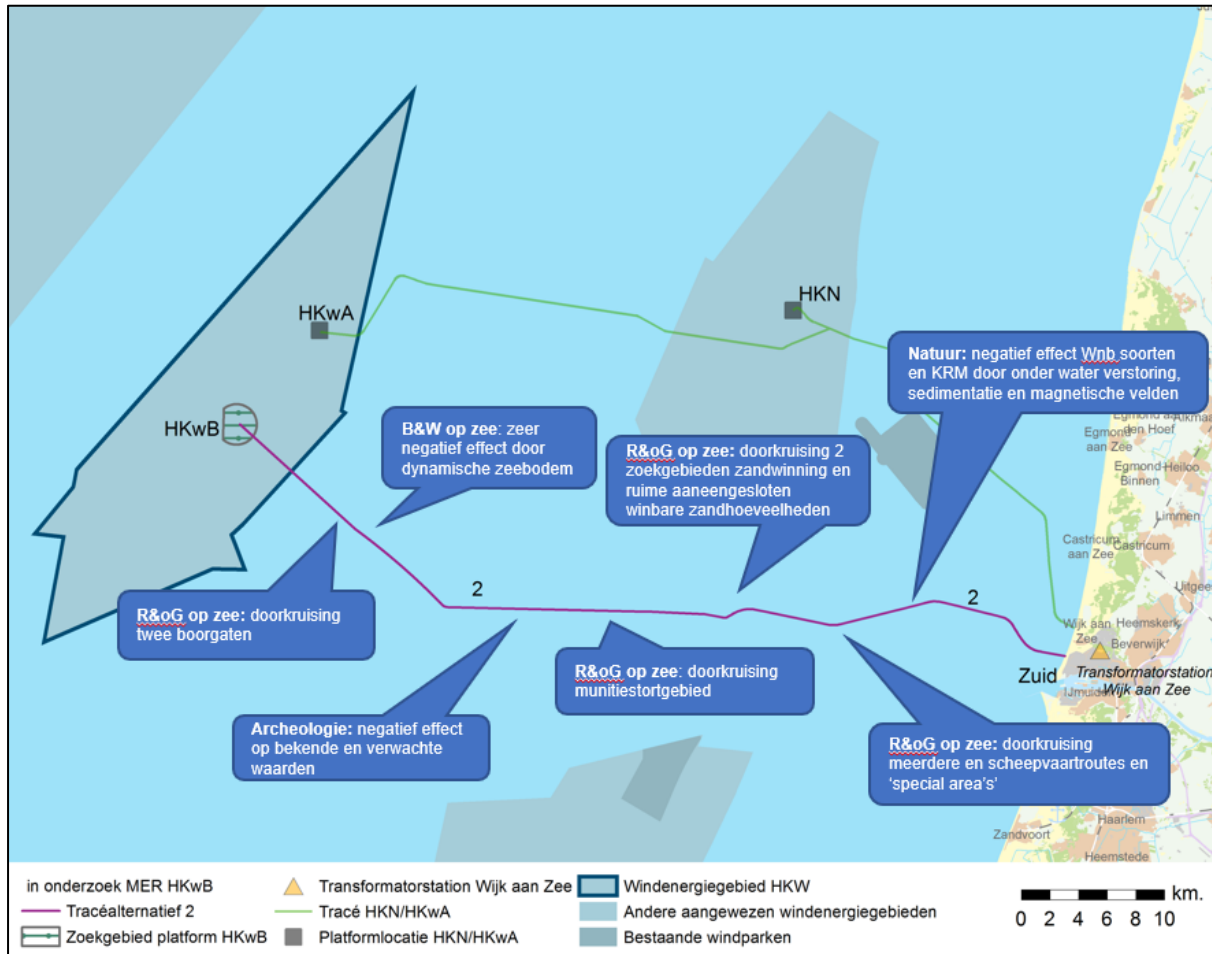 HKN
HKwA
Natuur: negatief effect Wnb soorten
en KRM door onder water verstoring,
sedimentatie en magnetische velden
Egmond aan
den Hoef
Alkmaa
Egmond
aan Zee
Egmond-
Binnen
Heiloo
Limmen
HKwB
B&W op zee: zeer
negatief effect door
dynamische zeebodem
R&oG op zee: doorkruising 2
zoekgebieden zandwinning en
ruime aaneengesloten
winbare zandhoeveelheden
Castricum
aan Zee
Castricum
Uitgees
2
2
R&oG op zee: doorkruising
twee boorgaten
Wijk aan
Zee
Heemskerk
Beverwijk
Zuid
Transformatorstation
Wijk aan Zee
IJmuiden
R&oG op zee: doorkruising
munitiestortgebied
Archeologie: negatief effect
op bekende en verwachte
waarden
R&oG op zee: doorkruising
meerdere en scheepvaartroutes en
‘special area’s’
Haarlem
Zandvoort
Heemstede
in onderzoek MER HKwB
Tracéalternatief 2
Zoekgebied platform HKwB
Transformatorstation Wijk aan Zee
Tracé HKN/HKwA
Platformlocatie HKN/HKwA
Windenergiegebied HKW
Andere aangewezen windenergiegebieden
Bestaande windparken
km.
0 2 4 6 8 10